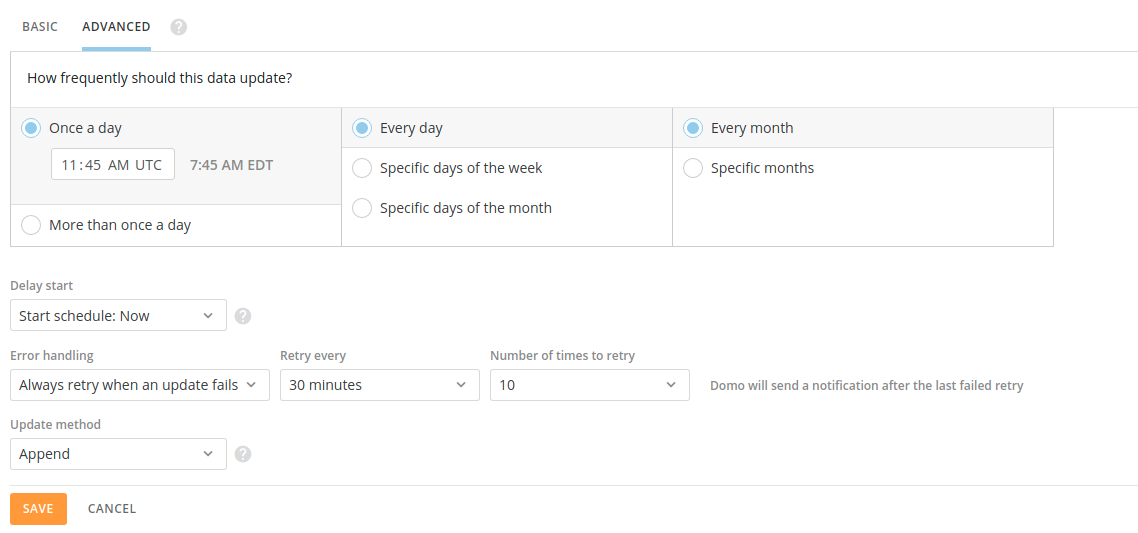 BASIC ADVANCED ?
How frequently should this data update?
Once a day Every day Every month
11:45 AM UTC 7:45 AM EDT Specific days of the week Specific months
Specific days of the month
More than once a day
Delay start
Start schedule: Now ?
Error handling Retry every Number of times to retry
Always retry when an update fails 30 minutes 10 Domo will send a notification after the last failed retry
Update method
Append ?
SAVE CANCEL